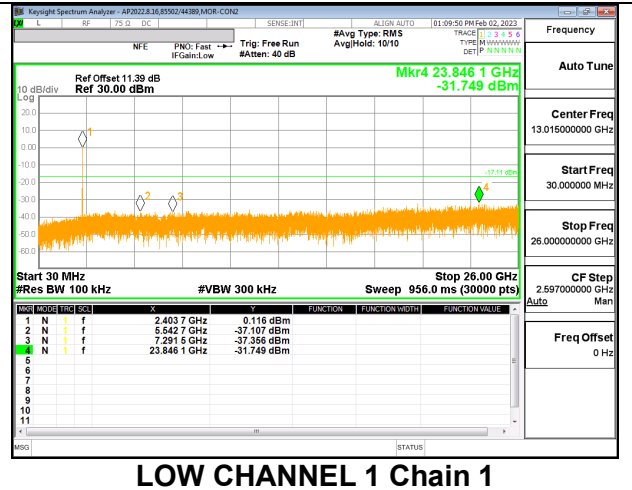 Keysight Spectrum Analyzer - AP2022.8.16,85502/44389,MOR-CON2
LXI L RF 75 Ω DC SENSE:INT ALIGN AUTO 01:09:50 PM Feb 02, 2023
NFE PNO: Fast IFGain:Low Trig: Free Run #Atten: 40 dB
#Avg Type: RMS Avg|Hold: 10/10
TRACE 1 2 3 4 5 6
TYPE M WWWWW
DET P N N N N N
Frequency
Ref Offset 11.39 dB
10 dB/div Ref 30.00 dBm
Log
Mkr4 23.846 1 GHz
-31.749 dBm
20.0
10.0
0.00
-10.0
-20.0
-30.0
-40.0
-50.0
-60.0
1
2
3
4
-17.11 dBm
Start 30 MHz Stop 26.00 GHz
#Res BW 100 kHz #VBW 300 kHz Sweep 956.0 ms (30000 pts)
MKR MODE TRC SCL X Y FUNCTION FUNCTION WIDTH FUNCTION VALUE
1 N 1 f 2.403 7 GHz 0.116 dBm
2 N 1 f 5.542 7 GHz -37.107 dBm
3 N 1 f 7.291 5 GHz -37.356 dBm
4 N 1 f 23.846 1 GHz -31.749 dBm
5
6
7
8
9
10
11
MSG STATUS
Auto Tune
Center Freq
13.015000000 GHz
Start Freq
30.000000 MHz
Stop Freq
26.000000000 GHz
CF Step
2.597000000 GHz
Auto Man
Freq Offset
0 Hz
LOW CHANNEL 1 Chain 1